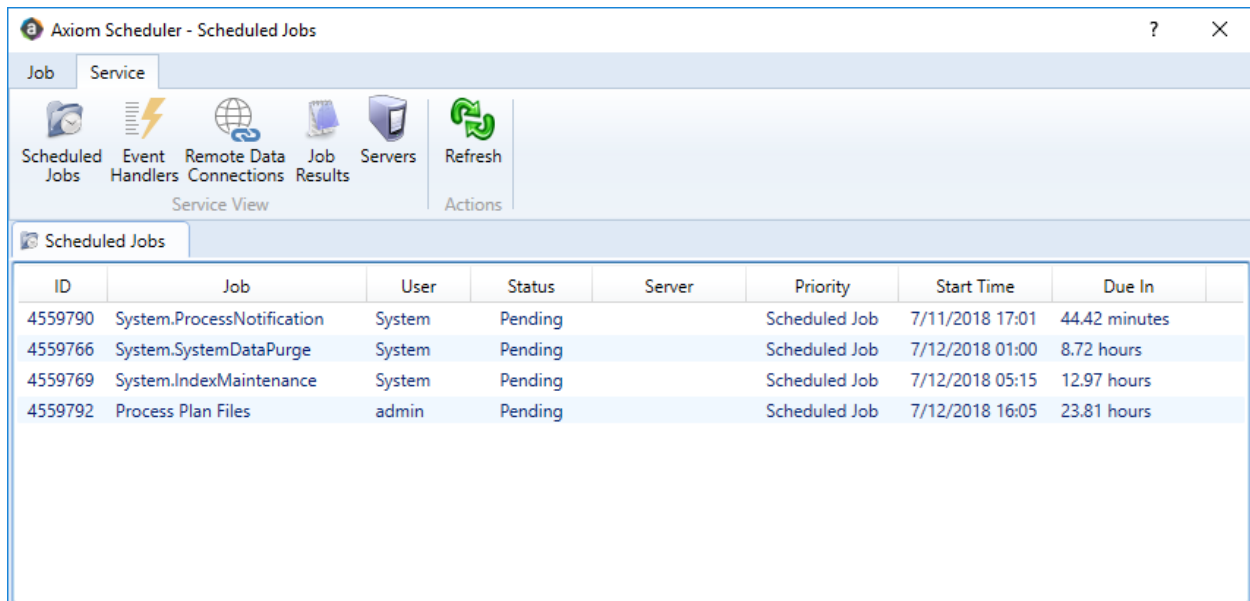 a Axiom Scheduler - Scheduled Jobs ?
Job Service
Scheduled Event Remote Data Job Servers Refresh
Jobs Handlers Connections Results
Service View Actions
Scheduled Jobs
ID Job User Status Server Priority Start Time Due In
4559790 System.ProcessNotification System Pending Scheduled Job 7/11/2018 17:01 44.42 minutes
4559766 System.SystemDataPurge System Pending Scheduled Job 7/12/2018 01:00 8.72 hours
4559769 System.IndexMaintenance System Pending Scheduled Job 7/12/2018 05:15 12.97 hours
4559792 Process Plan Files admin Pending Scheduled Job 7/12/2018 16:05 23.81 hours